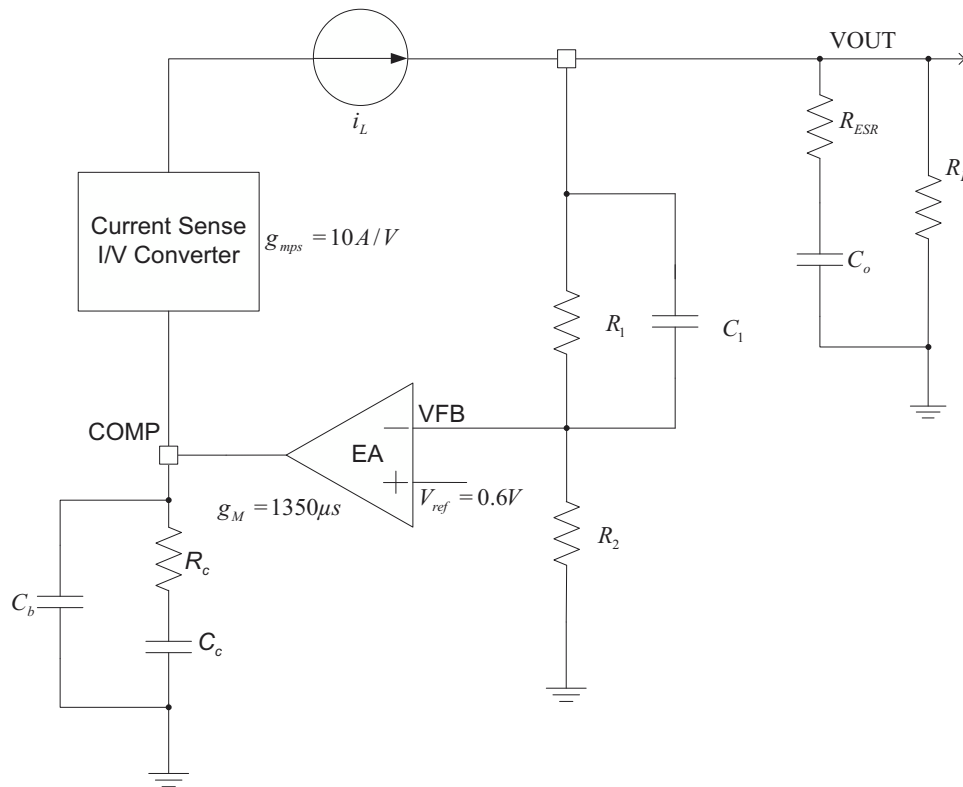 VOUT
i_L
R_ESR
Current Sense
I/V Converter
g_mps = 10A/V
C_o
R_1
C_1
COMP
VFB
EA
g_M = 1350μs
V_ref = 0.6V
R_2
R_c
C_b
C_c